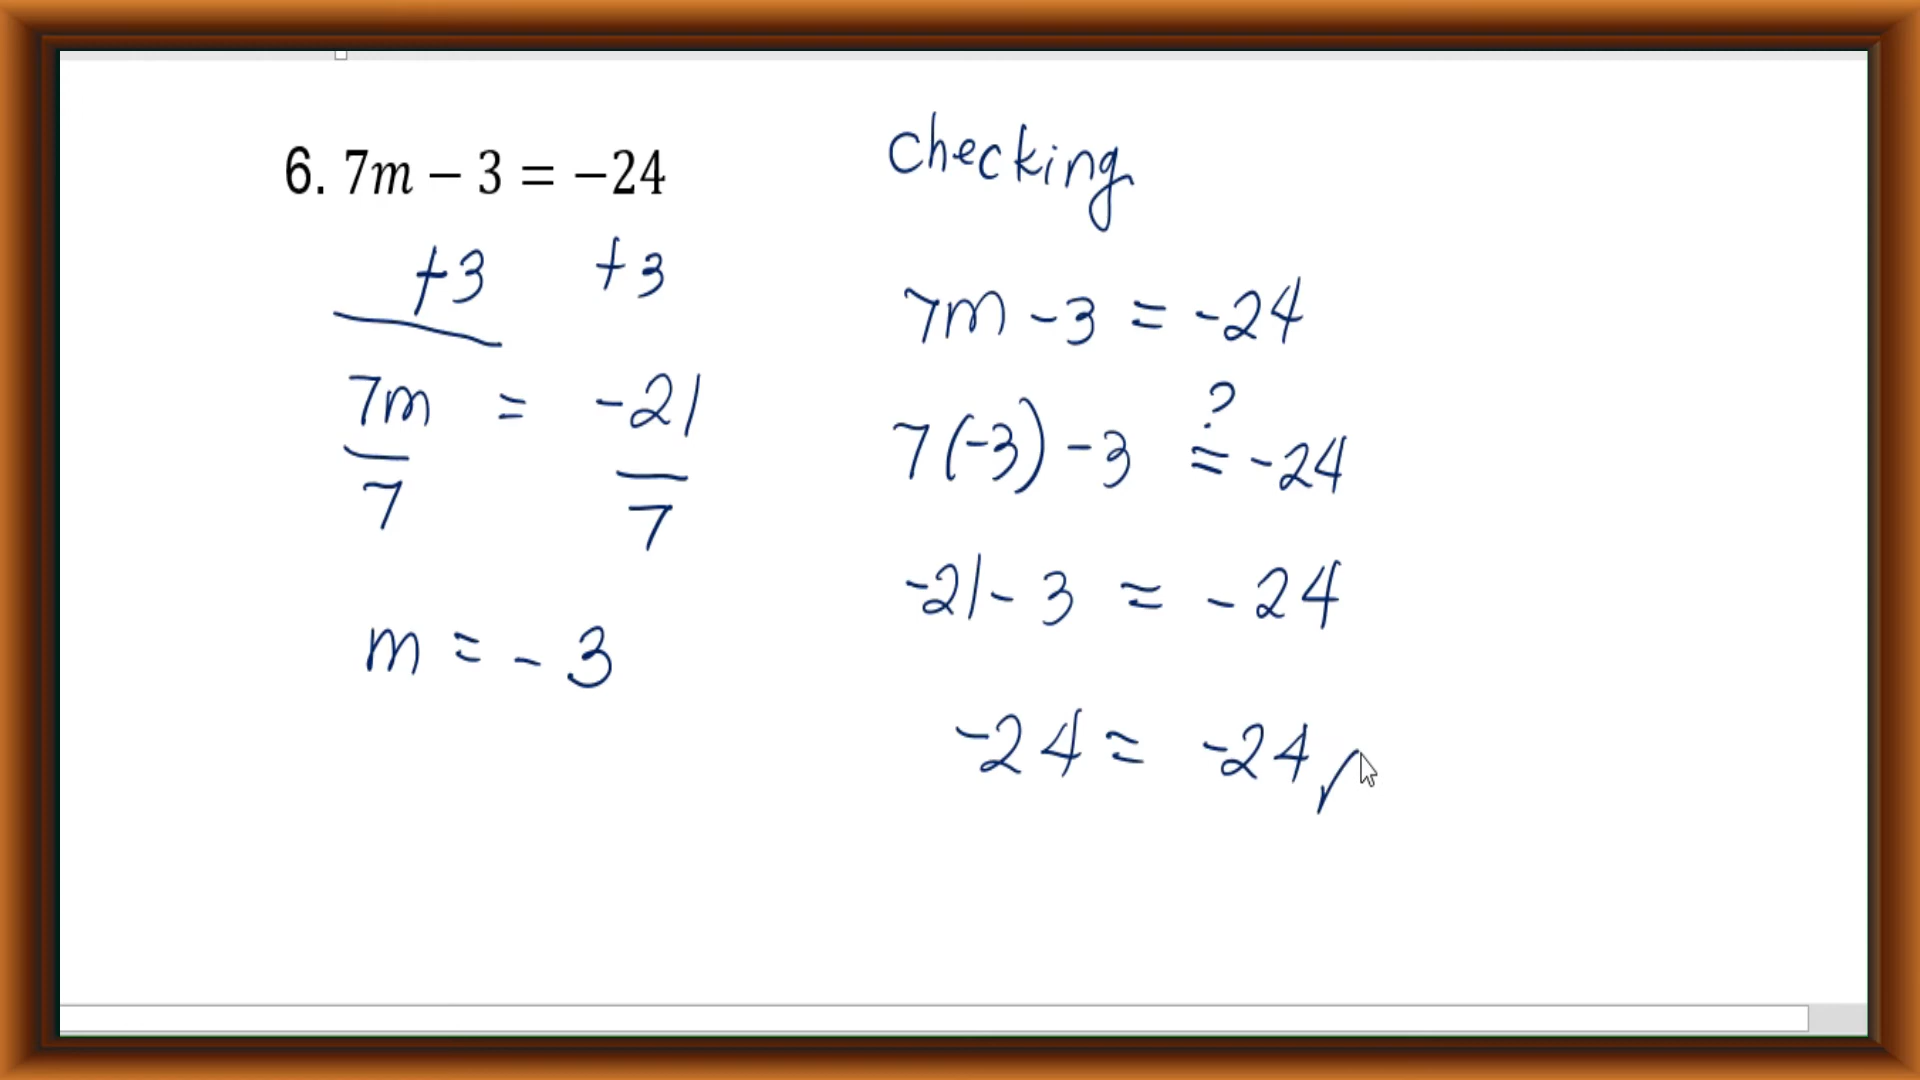 6. 7m − 3 = −24
+3 +3
7m = -21
7 7
m = - 3
checking
7m - 3 = -24
?
7(-3) - 3 = -24
-21 - 3 = -24
-24 = -24